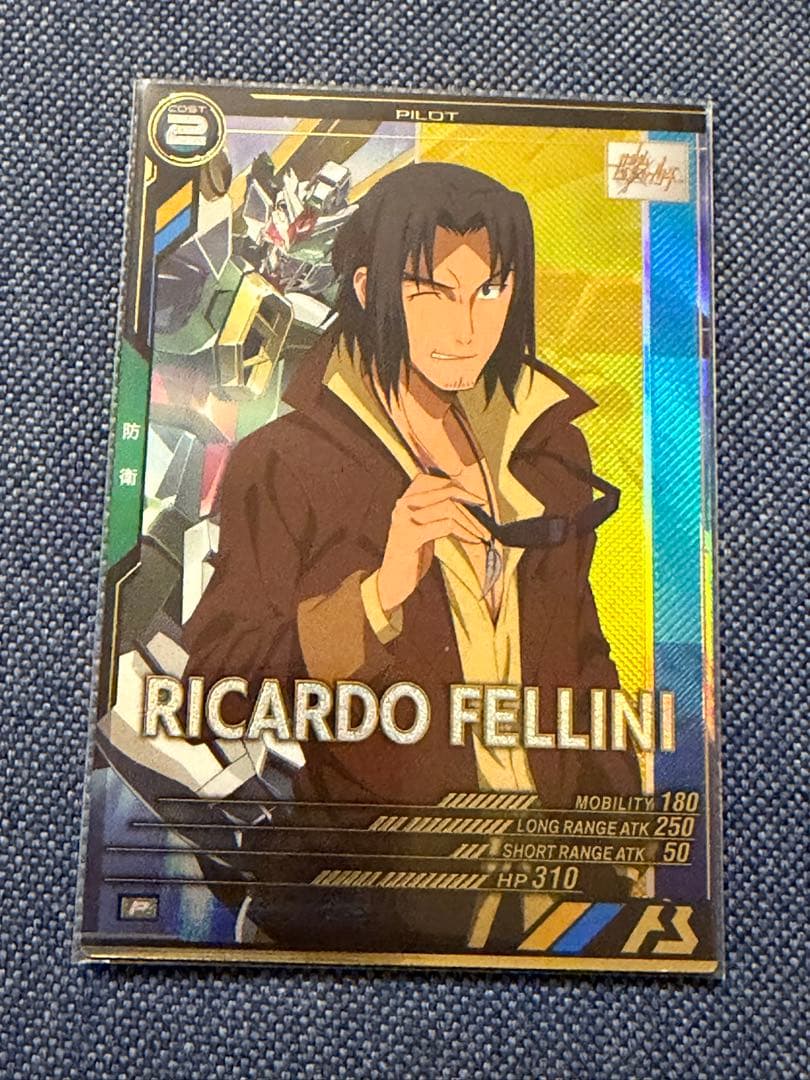 COST
2
PILOT
防衛
RICARDO FELLINI
MOBILITY 180
LONG RANGE ATK 250
SHORT RANGE ATK 50
HP 310
P